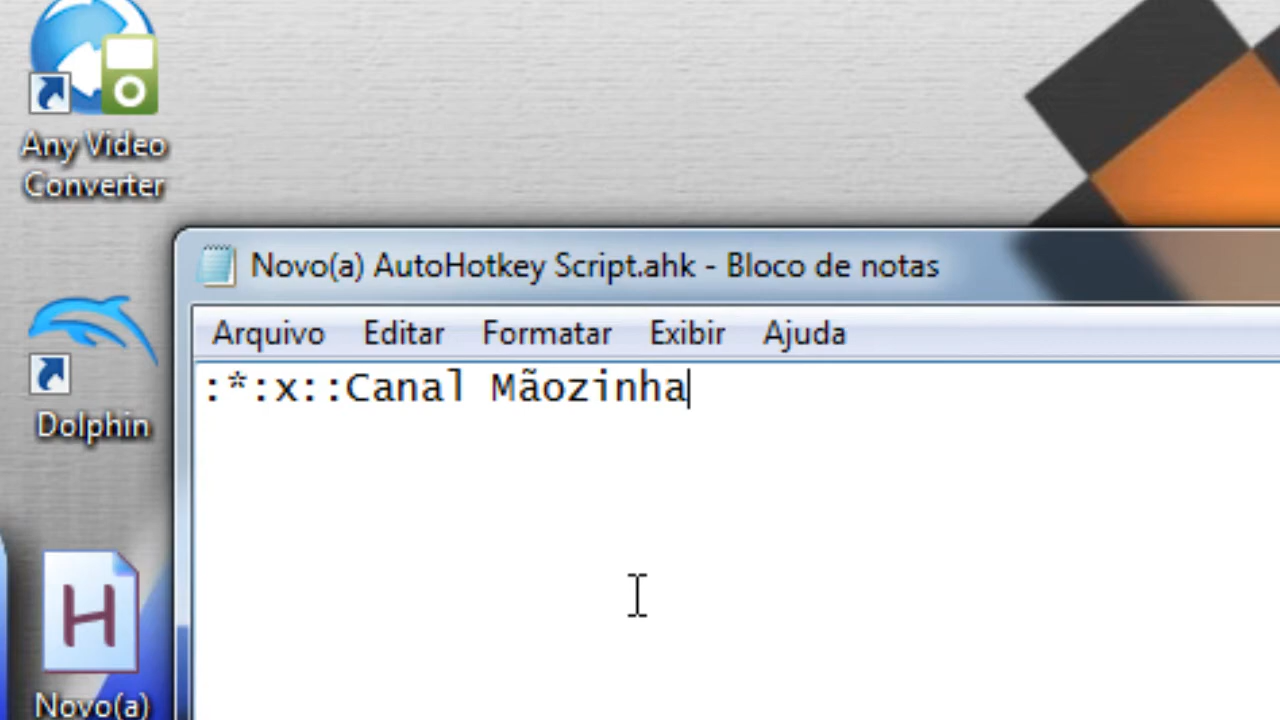 Any Video
Converter
Novo(a) AutoHotkey Script.ahk - Bloco de notas
Arquivo Editar Formatar Exibir Ajuda
:*:x::Canal Mãozinha
Dolphin
H
Novo(a)